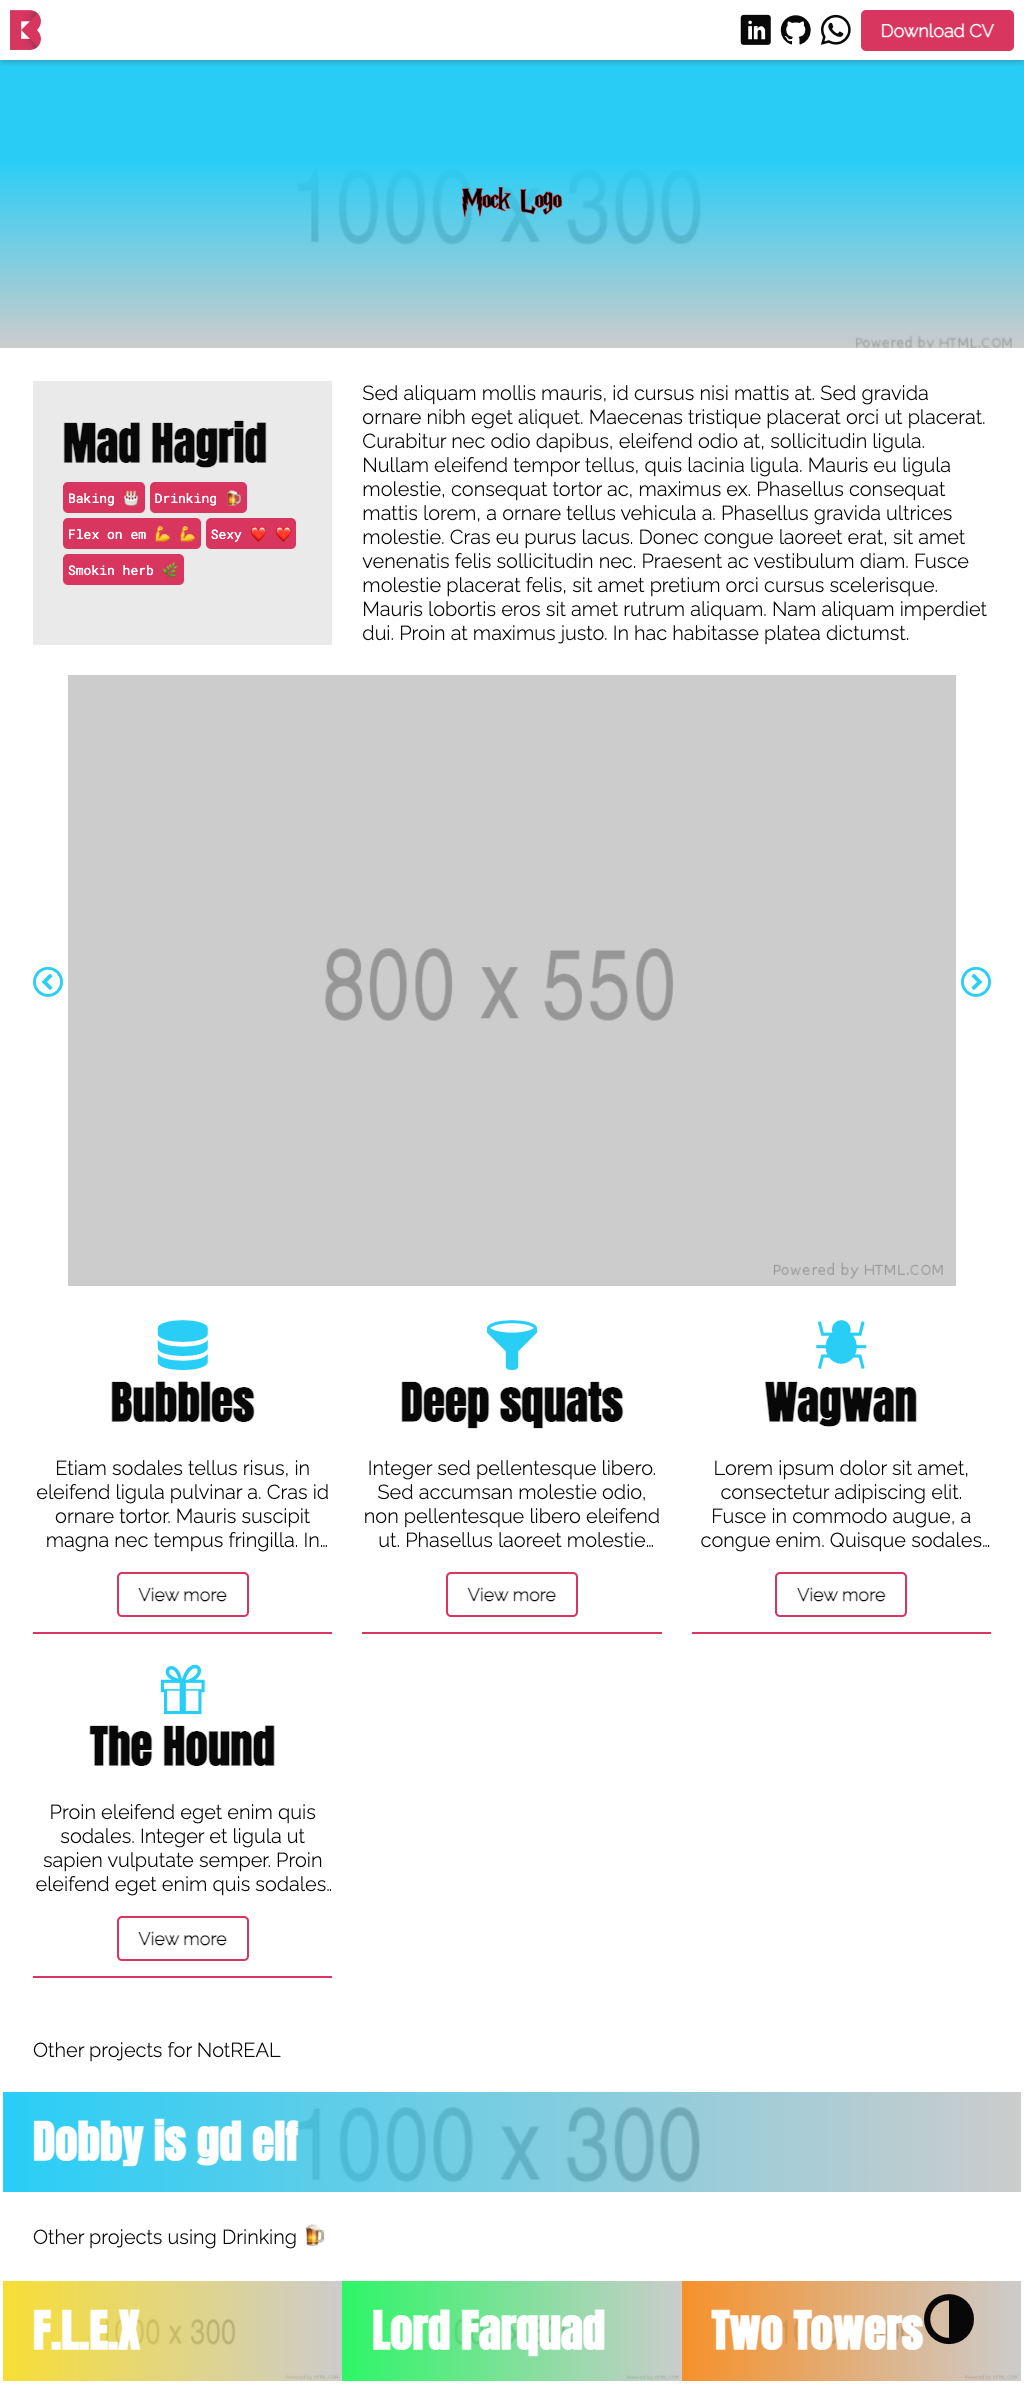 Download CV
1000 x 300
Mock Logo
Powered by HTML.COM
Mad Hagrid
Baking 🎂 Drinking 🍺
Flex on em 💪 💪 Sexy ❤️ ❤️
Smokin herb 🌿
Sed aliquam mollis mauris, id cursus nisi mattis at. Sed gravida
ornare nibh eget aliquet. Maecenas tristique placerat orci ut placerat.
Curabitur nec odio dapibus, eleifend odio at, sollicitudin ligula.
Nullam eleifend tempor tellus, quis lacinia ligula. Mauris eu ligula
molestie, consequat tortor ac, maximus ex. Phasellus consequat
mattis lorem, a ornare tellus vehicula a. Phasellus gravida ultrices
molestie. Cras eu purus lacus. Donec congue laoreet erat, sit amet
venenatis felis sollicitudin nec. Praesent ac vestibulum diam. Fusce
molestie placerat felis, sit amet pretium orci cursus scelerisque.
Mauris lobortis eros sit amet rutrum aliquam. Nam aliquam imperdiet
dui. Proin at maximus justo. In hac habitasse platea dictumst.
800 x 550
Powered by HTML.COM
Bubbles
Etiam sodales tellus risus, in
eleifend ligula pulvinar a. Cras id
ornare tortor. Mauris suscipit
magna nec tempus fringilla. In…
View more
Deep squats
Integer sed pellentesque libero.
Sed accumsan molestie odio,
non pellentesque libero eleifend
ut. Phasellus laoreet molestie…
View more
Wagwan
Lorem ipsum dolor sit amet,
consectetur adipiscing elit.
Fusce in commodo augue, a
congue enim. Quisque sodales…
View more
The Hound
Proin eleifend eget enim quis
sodales. Integer et ligula ut
sapien vulputate semper. Proin
eleifend eget enim quis sodales..
View more
Other projects for NotREAL
Dobby is gd elf
1000 x 300
Other projects using Drinking 🍺
F.L.E.X
00 x 300
Lord Farquad
Two Towers